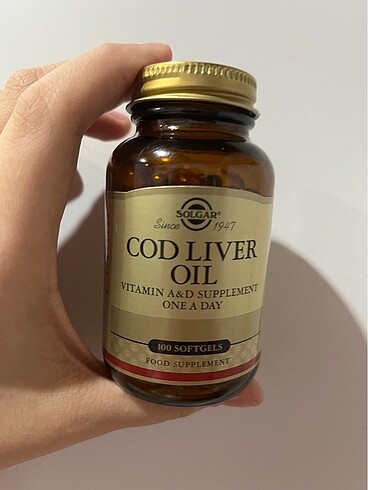 SOLGAR®
Since 1947
COD LIVER
OIL
VITAMIN A&D SUPPLEMENT
ONE A DAY
100 SOFTGELS
FOOD SUPPLEMENT